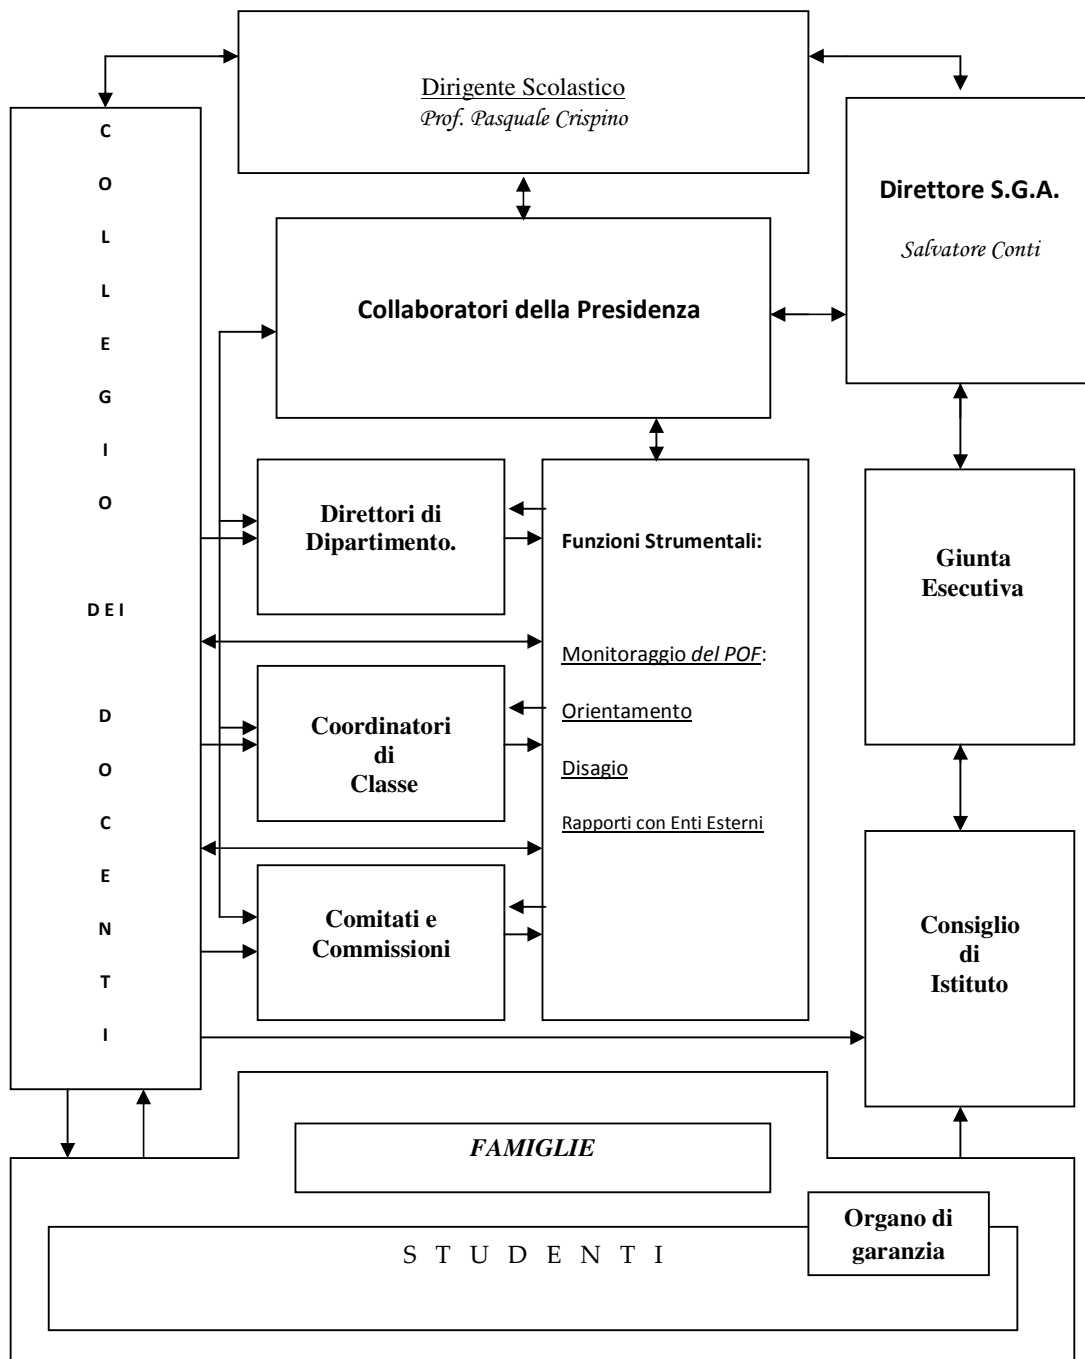 Dirigente Scolastico
Prof. Pasquale Crispino
C
O
L
L
E
G
I
O
DEI
D
O
C
E
N
T
I
Direttore S.G.A.
Salvatore Conti
Collaboratori della Presidenza
Direttori di
Dipartimento.
Funzioni Strumentali:
Monitoraggio del POF:
Orientamento
Disagio
Rapporti con Enti Esterni
Giunta
Esecutiva
Coordinatori
di
Classe
Comitati e
Commissioni
Consiglio
di
Istituto
FAMIGLIE
Organo di
garanzia
S T U D E N T I